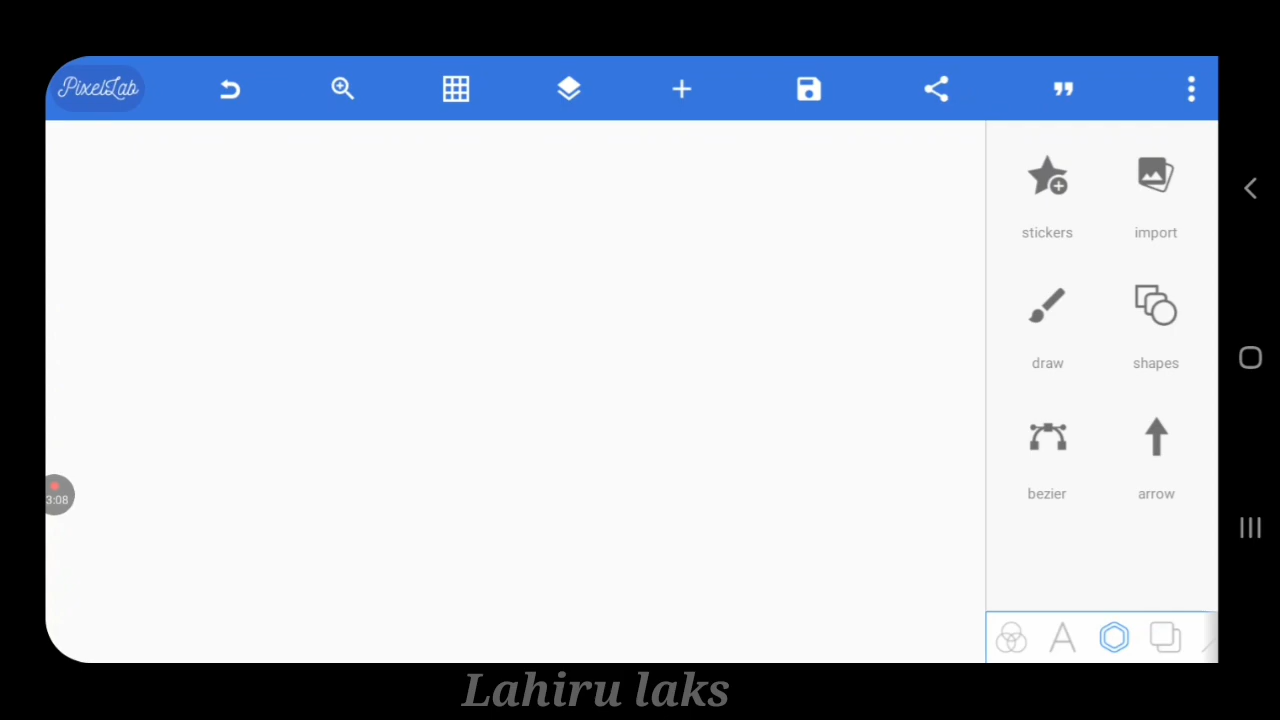 PixelLab
stickers import
draw shapes
3:08
bezier arrow
Lahiru laks